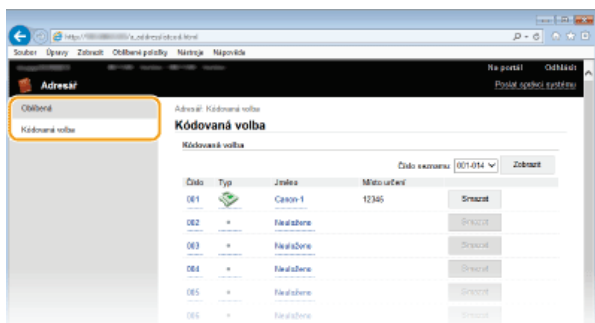 Soubor Úpravy Zobrazit Oblíbené položky Nástroje Nápověda
Na portál Odhlásit
Adresář
Poslat správci systému
Oblíbená
Kódovaná volba
Adresář: Kódovaná volba
Kódovaná volba
Kódovaná volba
Číslo seznamu: 001-014 Zobrazit
Číslo Typ Jméno Místo určení
001 Canon-1 12345 Smazat
002 Neuloženo Smazat
003 Neuloženo Smazat
004 Neuloženo Smazat
005 Neuloženo Smazat
006 Neuloženo